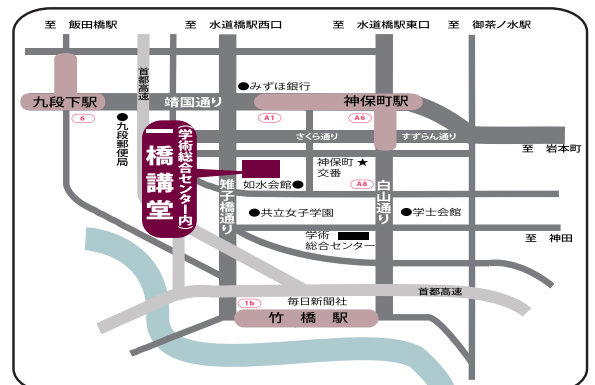 至 飯田橋駅
至 水道橋駅西口
至 水道橋駅東口
至 御茶ノ水駅
首都高速
みずほ銀行
九段下駅
靖国通り
神保町駅
6
A1
A6
九段郵便局
一橋講堂
(学術総合センター内)
さくら通り
すずらん通り
至 岩本町
神保町 ★
交番
如水会館
A8
雉子橋通り
白山通り
共立女子学園
学士会館
学術
総合センター
至 神田
首都高速
1b
毎日新聞社
竹橋駅